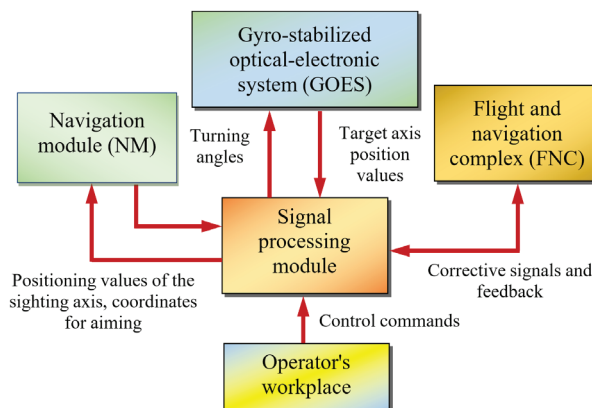 Gyro-stabilized
optical-electronic
system (GOES)
Navigation
module (NM)
Turning
angles
Target axis
position
values
Flight and
navigation
complex (FNC)
Signal
processing
module
Positioning values of the
sighting axis, coordinates
for aiming
Corrective signals and
feedback
Control commands
Operator's
workplace